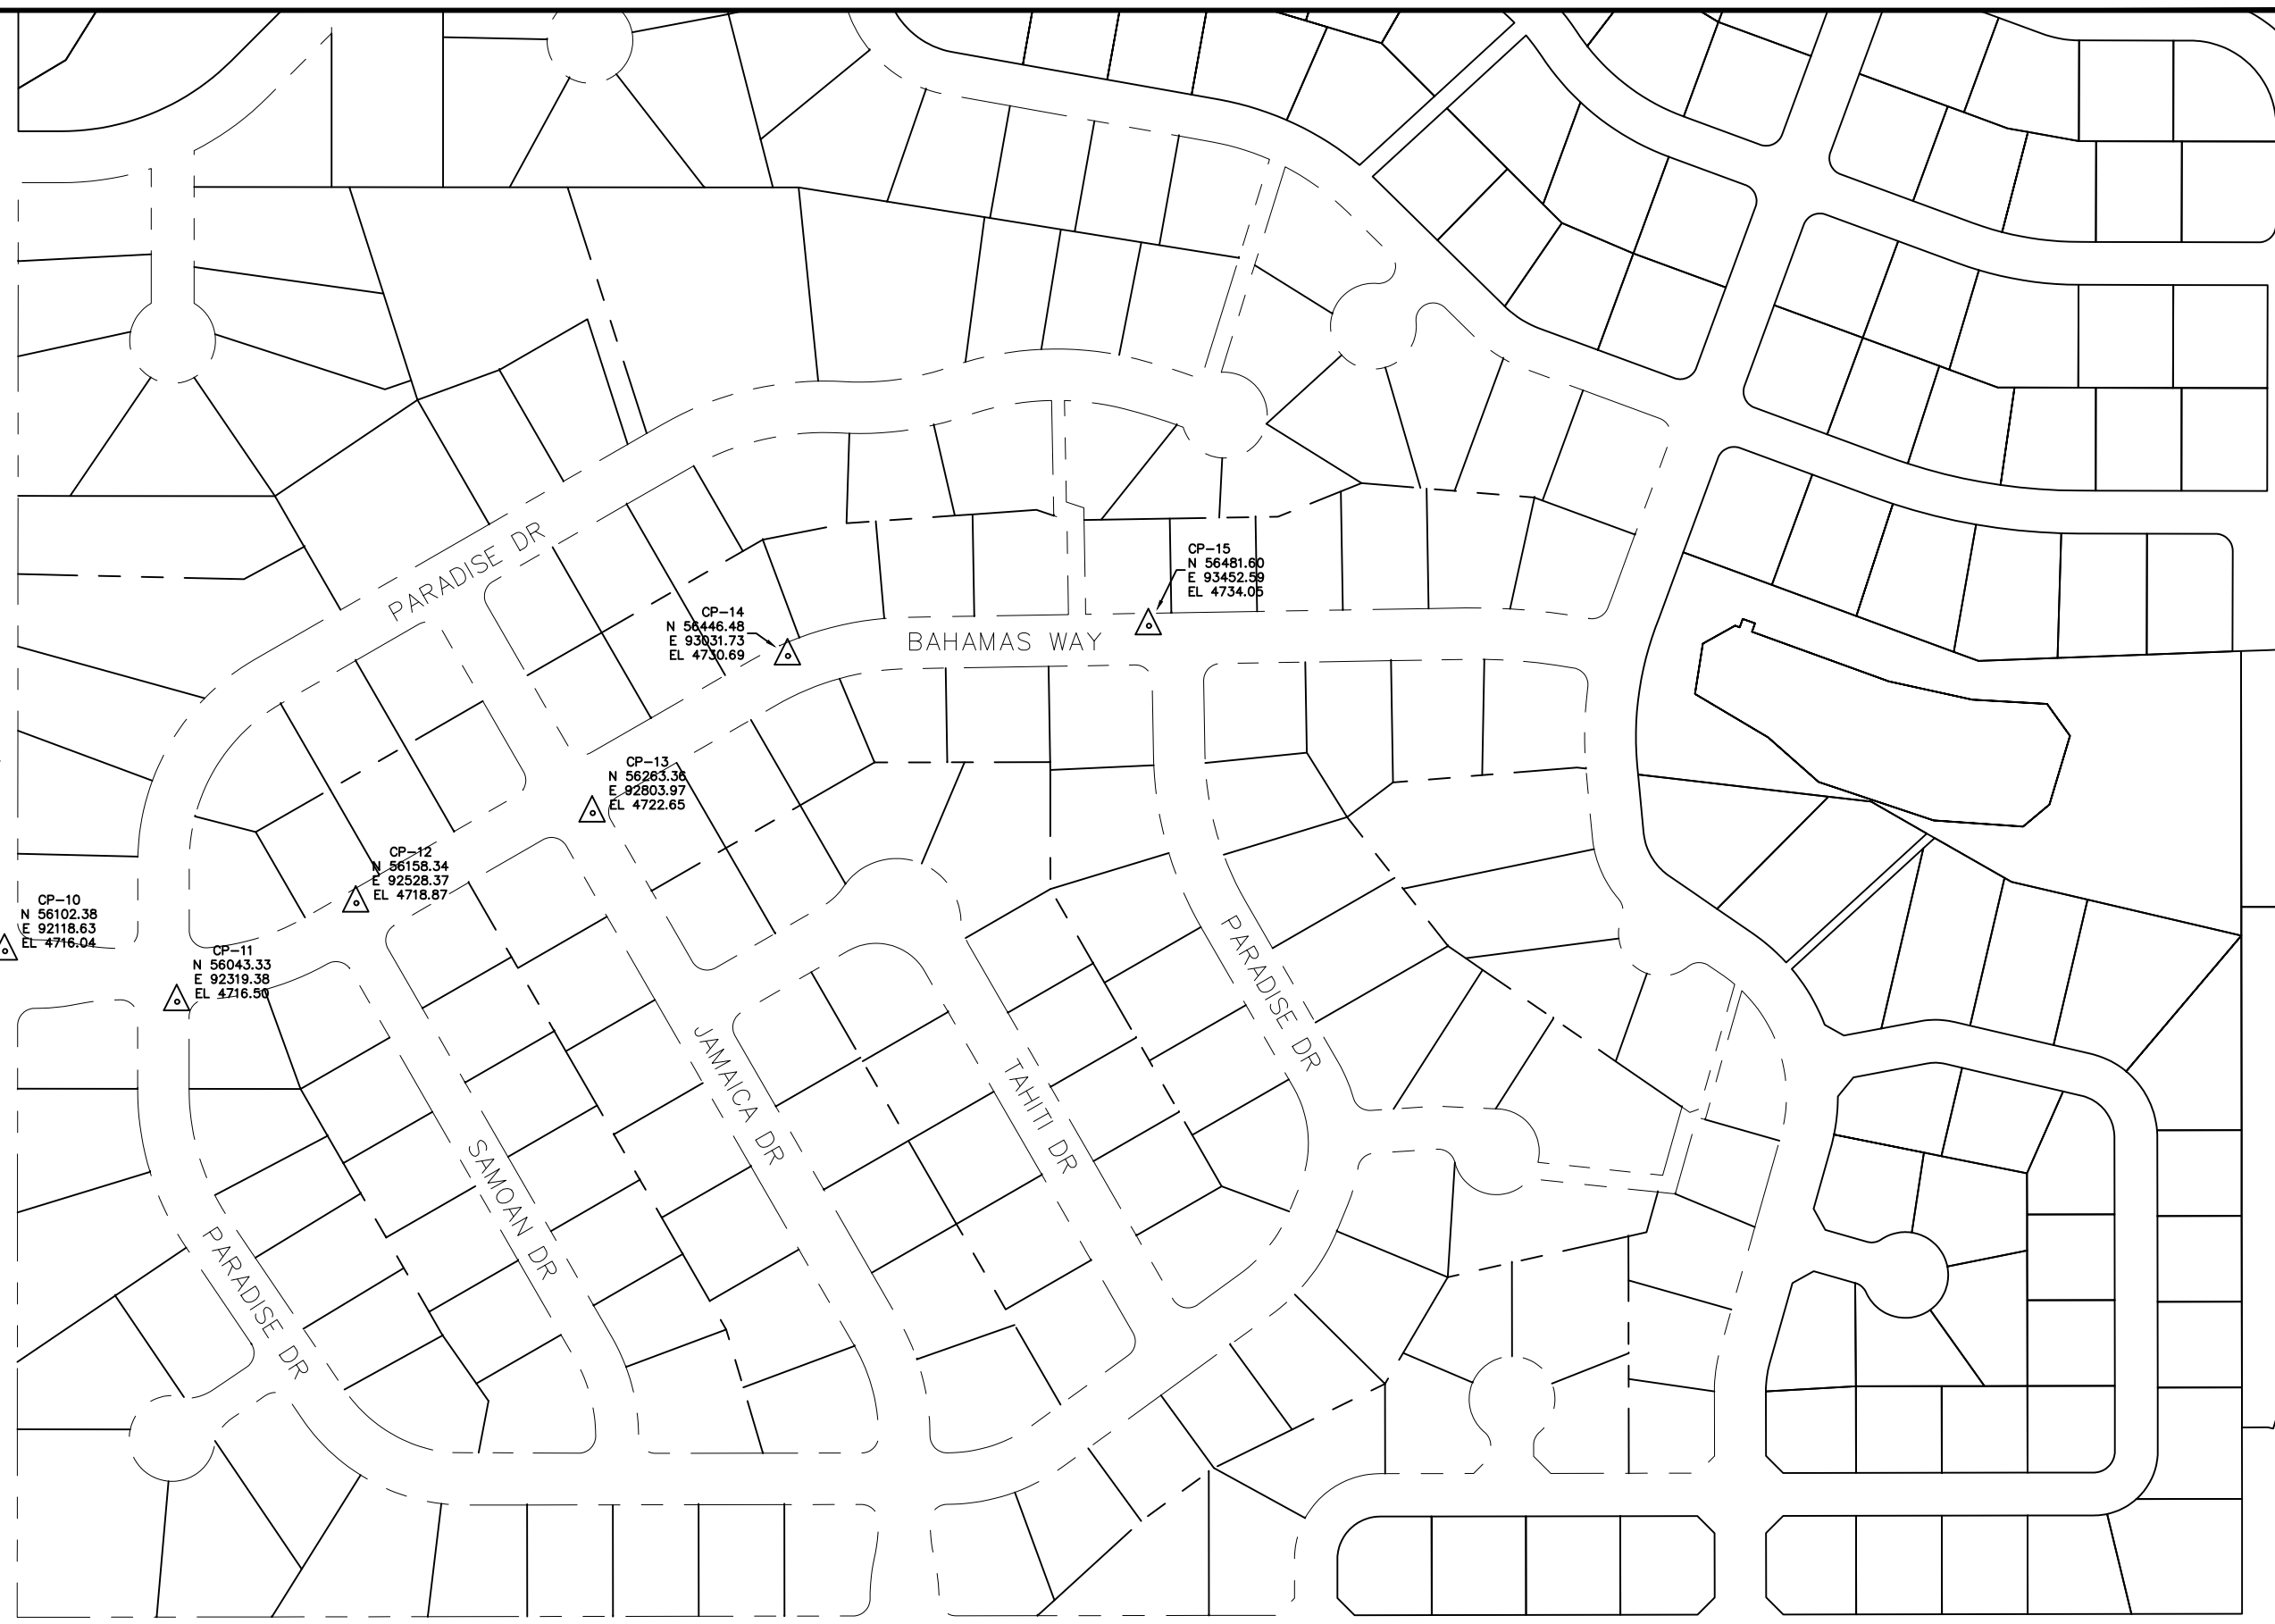 PARADISE DR
CP-15
N 56481.60
E 93452.59
EL 4734.05
CP-14
N 56446.48
E 93031.73
EL 4730.69
BAHAMAS WAY
CP-13
N 56263.36
E 92803.97
EL 4722.65
CP-12
N 56158.34
E 92528.37
EL 4718.87
CP-10
N 56102.38
E 92118.63
EL 4716.04
CP-11
N 56043.33
E 92319.38
EL 4716.50
PARADISE DR
JAMAICA DR
TAHITI DR
SAMOAN DR
PARADISE DR